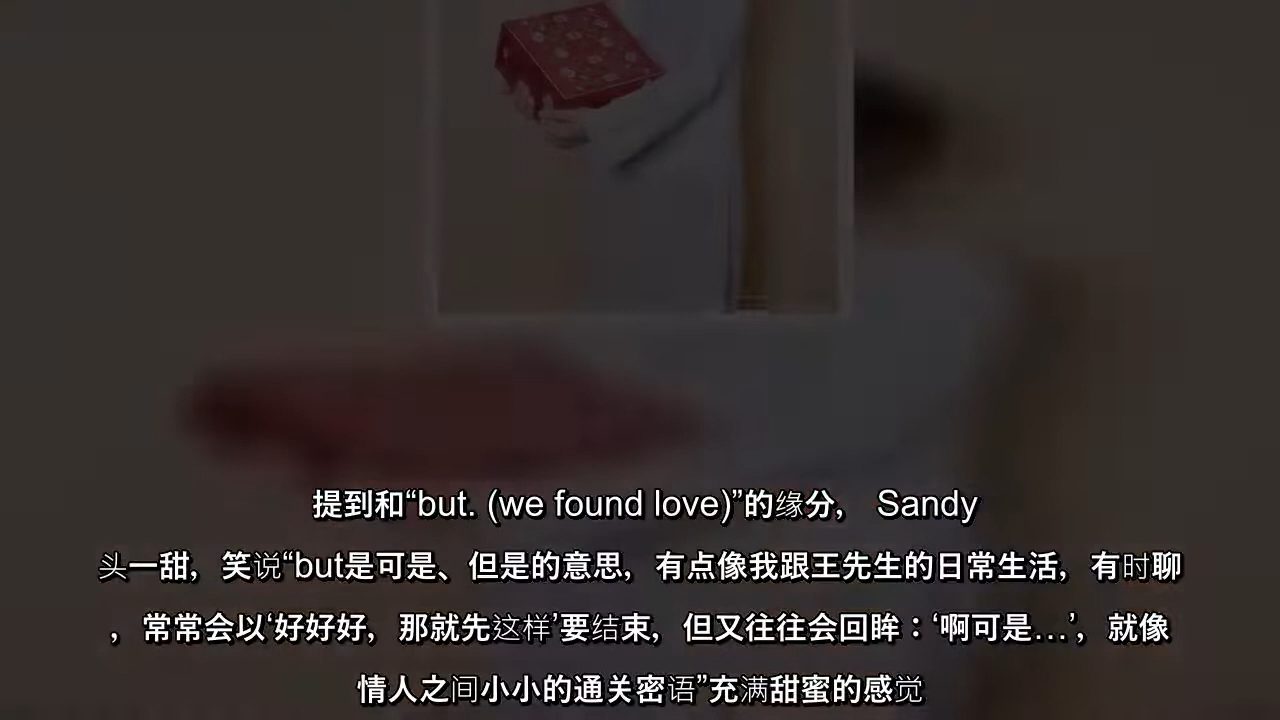 提到和“but. (we found love)”的缘分， Sandy
头一甜，笑说“but是可是、但是的意思，有点像我跟王先生的日常生活，有时聊
，常常会以‘好好好，那就先这样’要结束，但又往往会回眸：‘啊可是…’，就像
情人之间小小的通关密语”充满甜蜜的感觉